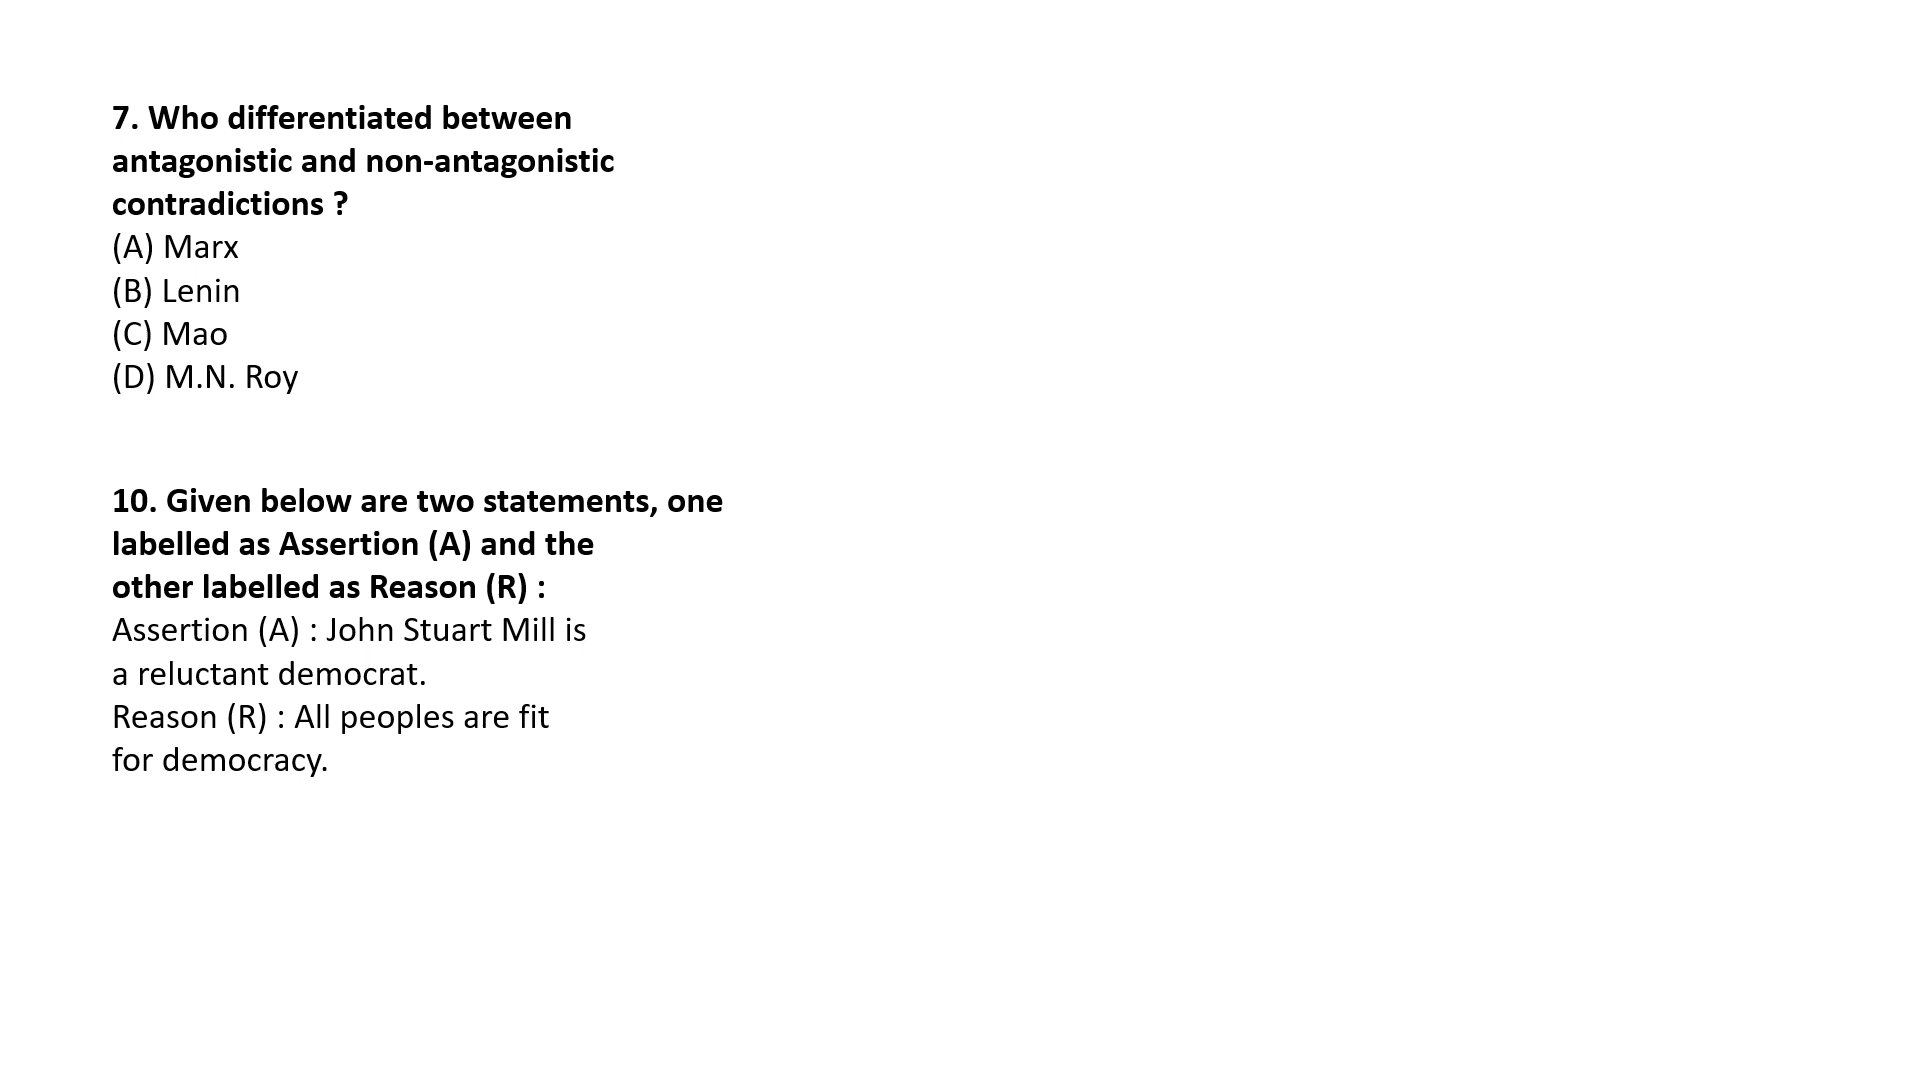 7. Who differentiated between
antagonistic and non-antagonistic
contradictions ?
(A) Marx
(B) Lenin
(C) Mao
(D) M.N. Roy
10. Given below are two statements, one
labelled as Assertion (A) and the
other labelled as Reason (R) :
Assertion (A) : John Stuart Mill is
a reluctant democrat.
Reason (R) : All peoples are fit
for democracy.